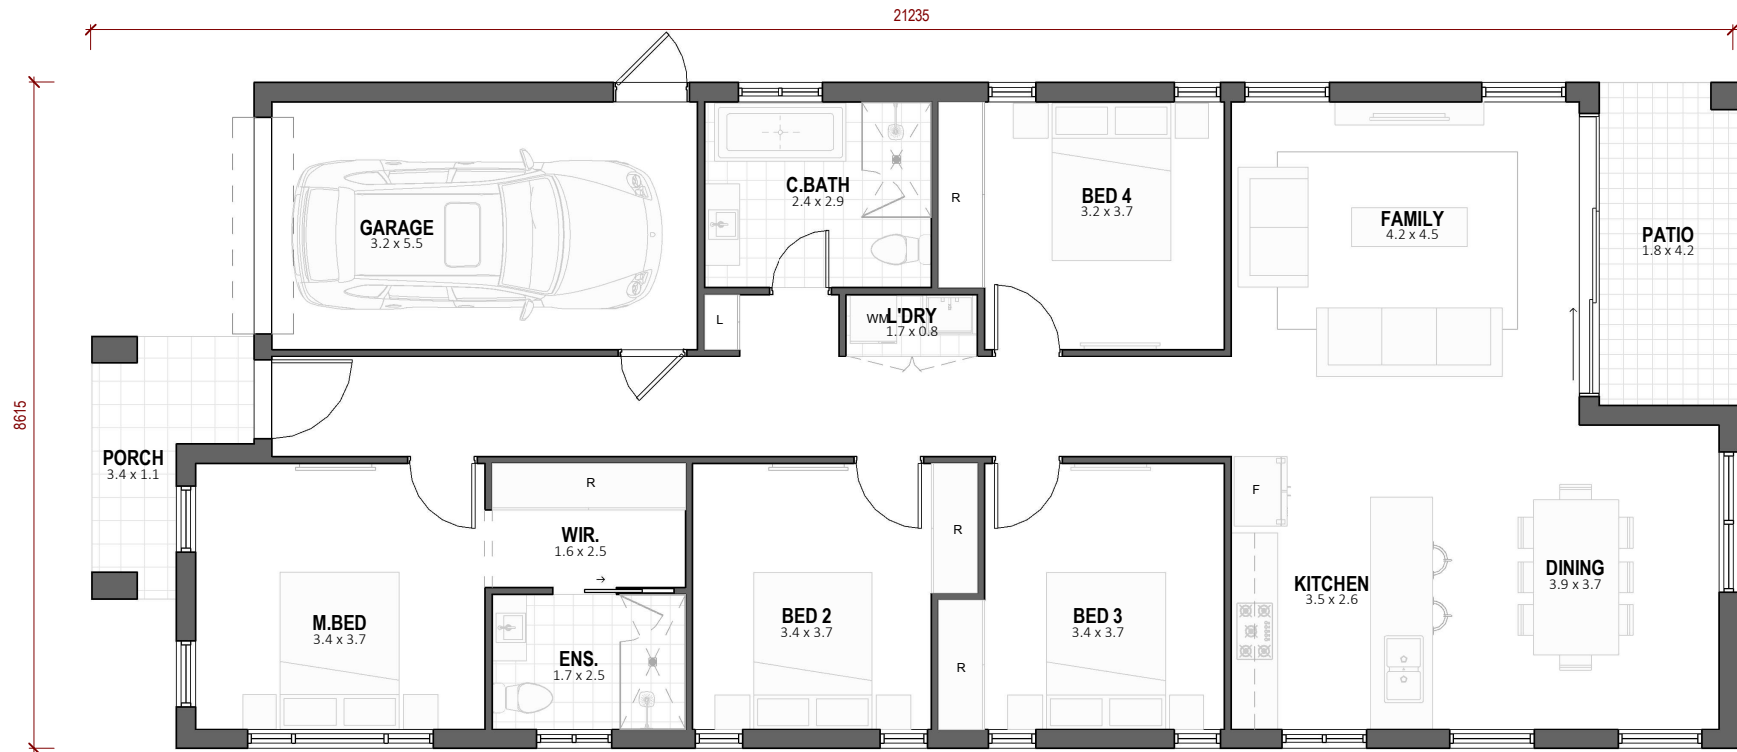 21235
8615
GARAGE
3.2 x 5.5
C.BATH
2.4 x 2.9
R
BED 4
3.2 x 3.7
FAMILY
4.2 x 4.5
PATIO
1.8 x 4.2
L
WM
L'DRY
1.7 x 0.8
PORCH
3.4 x 1.1
R
WIR.
1.6 x 2.5
M.BED
3.4 x 3.7
ENS.
1.7 x 2.5
BED 2
3.4 x 3.7
R
R
BED 3
3.4 x 3.7
F
KITCHEN
3.5 x 2.6
DINING
3.9 x 3.7